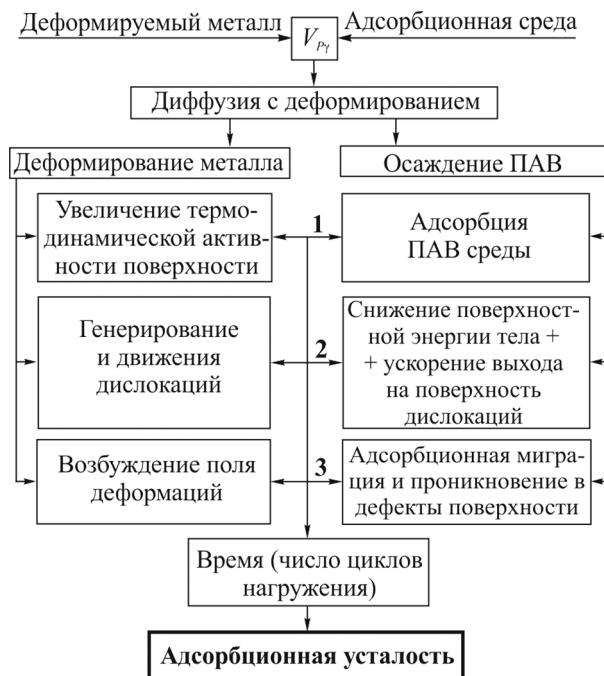 Деформируемый металл
Адсорбционная среда
V_{Pγ}
Диффузия с деформированием
Деформирование металла
Осаждение ПАВ
Увеличение термо-
динамической актив-
ности поверхности
1
Адсорбция
ПАВ среды
Генерирование
и движения
дислокаций
2
Снижение поверхност-
ной энергии тела +
+ ускорение выхода
на поверхность
дислокаций
Возбуждение поля
деформаций
3
Адсорбционная мигра-
ция и проникновение в
дефекты поверхности
Время (число циклов
нагружения)
Адсорбционная усталость